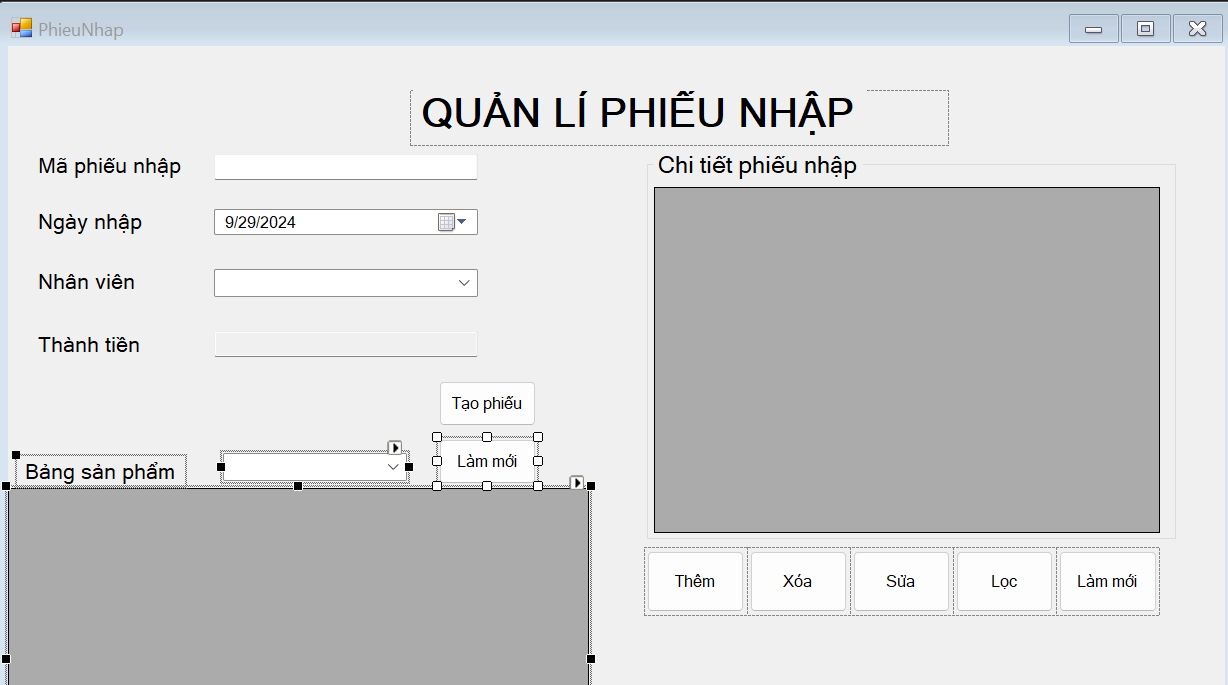 PhieuNhap
QUẢN LÍ PHIẾU NHẬP
Mã phiếu nhập
Ngày nhập
9/29/2024
Nhân viên
Thành tiền
Tạo phiếu
Làm mới
Bảng sản phẩm
Chi tiết phiếu nhập
Thêm
Xóa
Sửa
Lọc
Làm mới